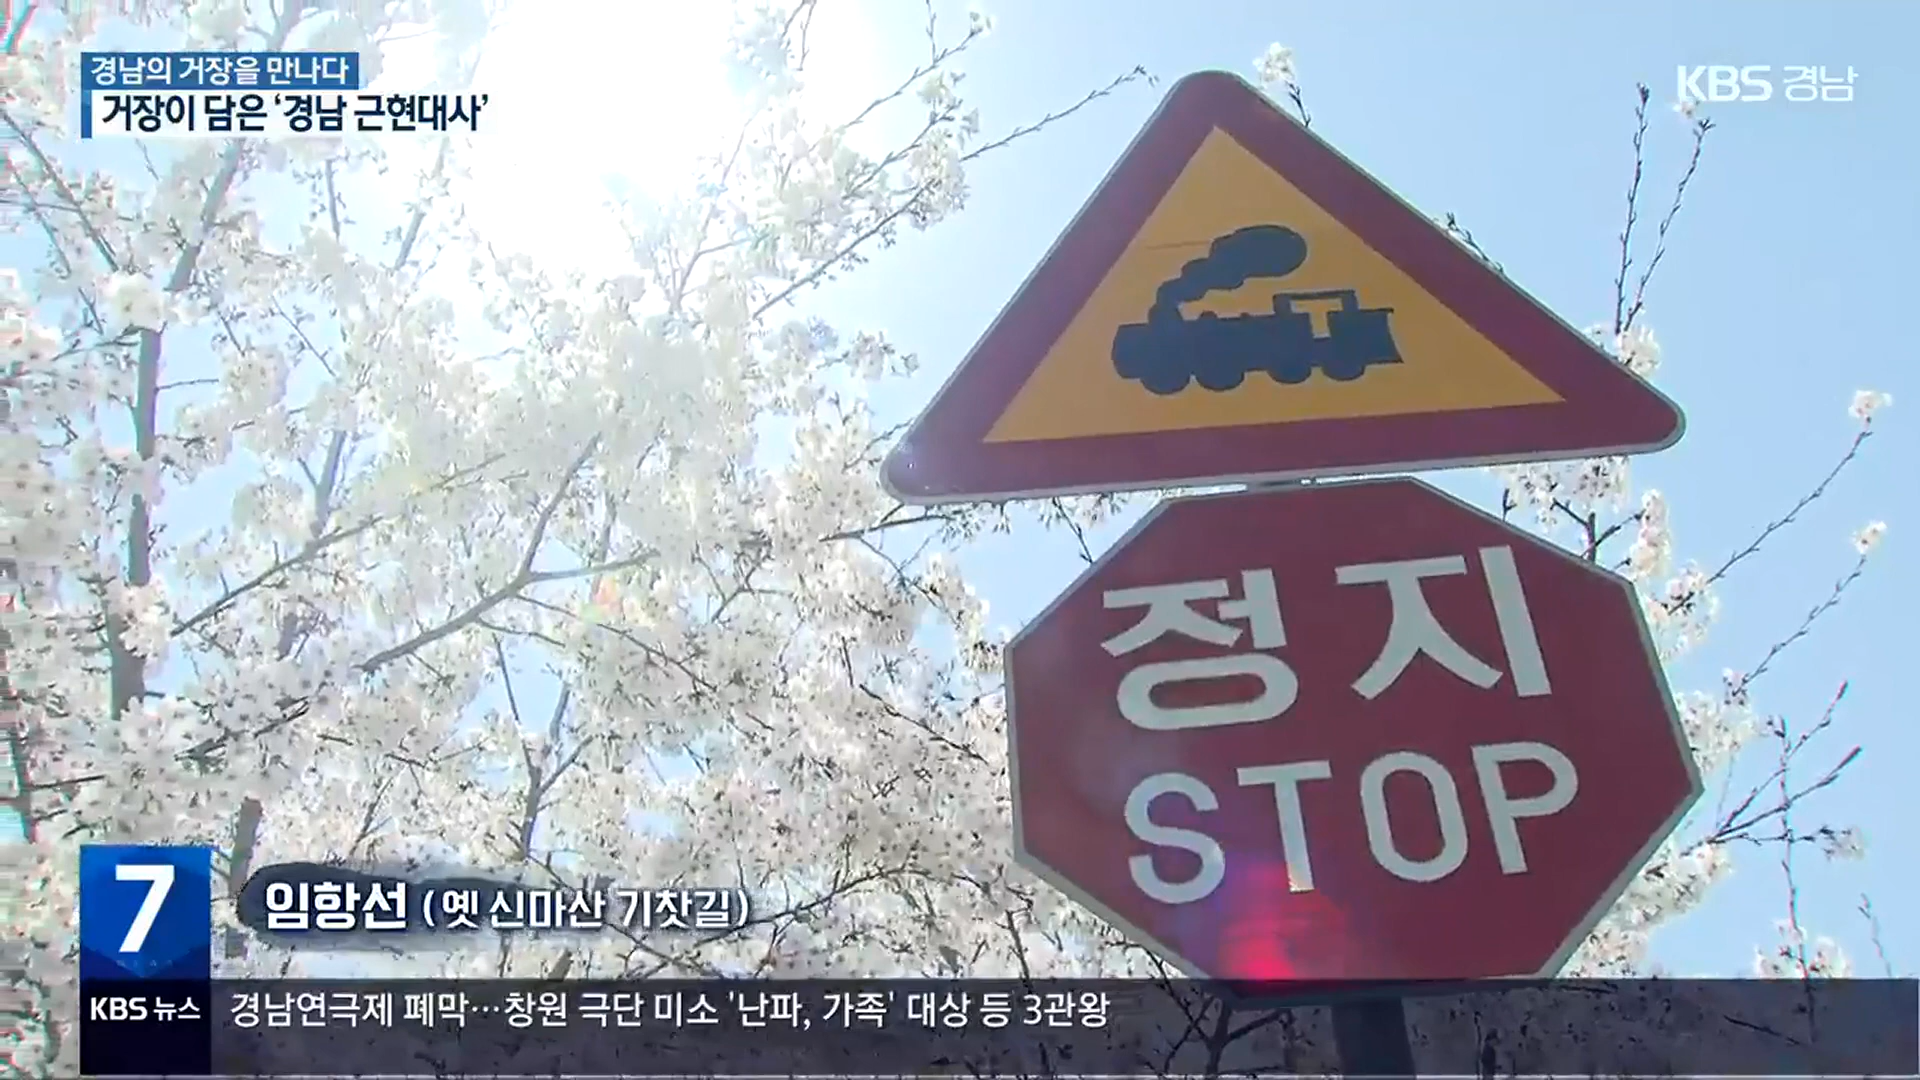 경남의 거장을 만나다
거장이 담은 ‘경남 근현대사’
KBS 경남
정지
STOP
임항선 (옛 신마산 기찻길)
7
KBS 뉴스
경남연극제 폐막…창원 극단 미소 '난파, 가족' 대상 등 3관왕